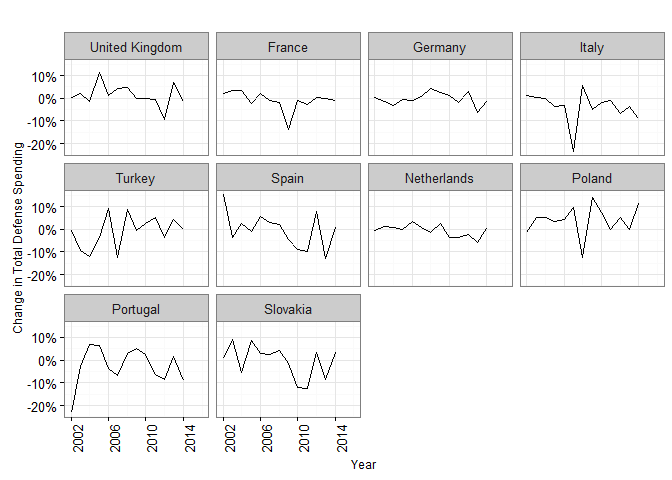 United Kingdom
France
Germany
Italy
10%
0%
-10%
-20%
Turkey
Spain
Netherlands
Poland
10%
0%
-10%
-20%
Portugal
Slovakia
10%
0%
-10%
-20%
2002
2006
2010
2014
2002
2006
2010
2014
Change in Total Defense Spending
Year